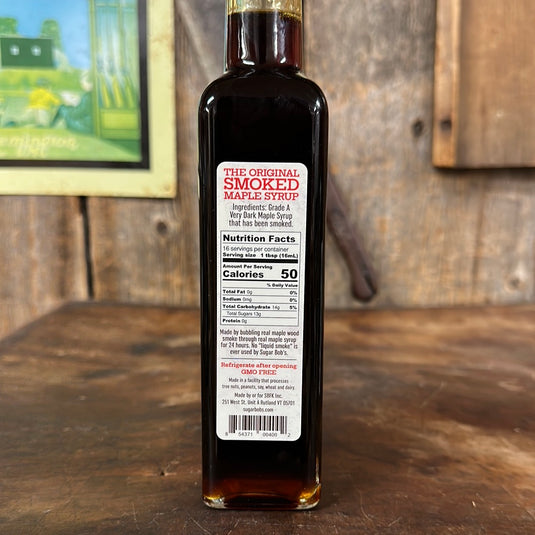 THE ORIGINAL
SMOKED
MAPLE SYRUP
Ingredients: Grade A
Very Dark Maple Syrup
that has been smoked.
Nutrition Facts
16 servings per container
Serving size 1 tbsp (15mL)
Amount Per Serving
Calories 50
% Daily Value
Total Fat 0g 0%
Sodium 0mg 0%
Total Carbohydrate 14g 5%
Total Sugars 13g
Protein 0g
Made by bubbling real maple wood
smoke through real maple syrup
for 24 hours. No "liquid smoke" is
ever used by Sugar Bob's.
Refrigerate after opening
GMO FREE
Made in a facility that processes
tree nuts, peanuts, soy, wheat and dairy
Made by or for SBFK Inc.
251 West St. Unit A Rutland VT 05701
sugarbobs.com
8 54371 00400 2